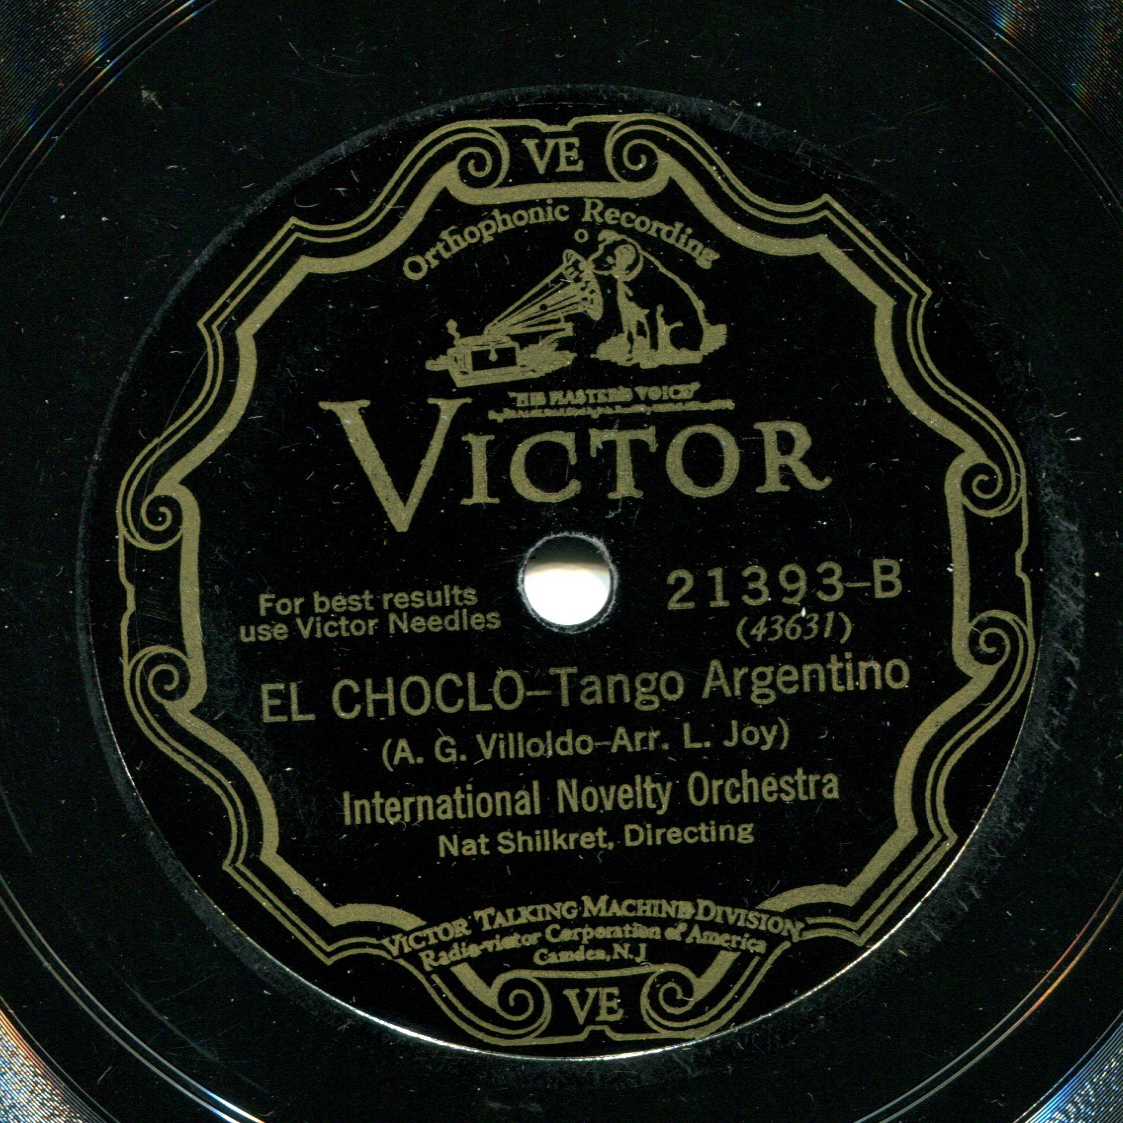 VE
Orthophonic Recording
"HIS MASTER'S VOICE"
VICTOR
For best results
use Victor Needles
21393-B
(43631)
EL CHOCLO-Tango Argentino
(A. G. Villoldo-Arr. L. Joy)
International Novelty Orchestra
Nat Shilkret, Directing
VICTOR TALKING MACHINE DIVISION
Radio-Victor Corporation of America
Camden, N. J
VE